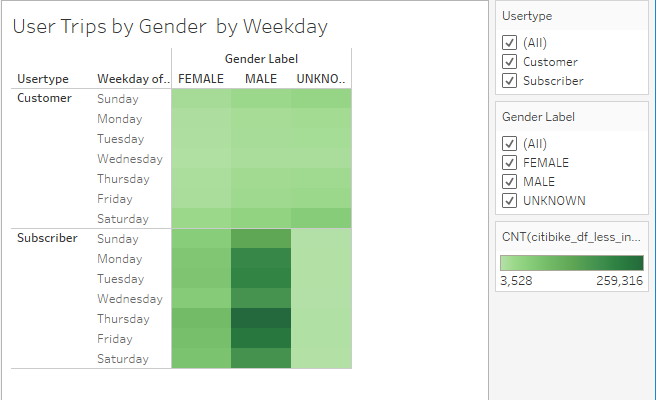 User Trips by Gender by Weekday
Gender Label
Usertype Weekday of.. FEMALE MALE UNKNO..
Customer Sunday
Monday
Tuesday
Wednesday
Thursday
Friday
Saturday
Subscriber Sunday
Monday
Tuesday
Wednesday
Thursday
Friday
Saturday
Usertype
(All)
Customer
Subscriber
Gender Label
(All)
FEMALE
MALE
UNKNOWN
CNT(citibike_df_less_in...
3,528 259,316